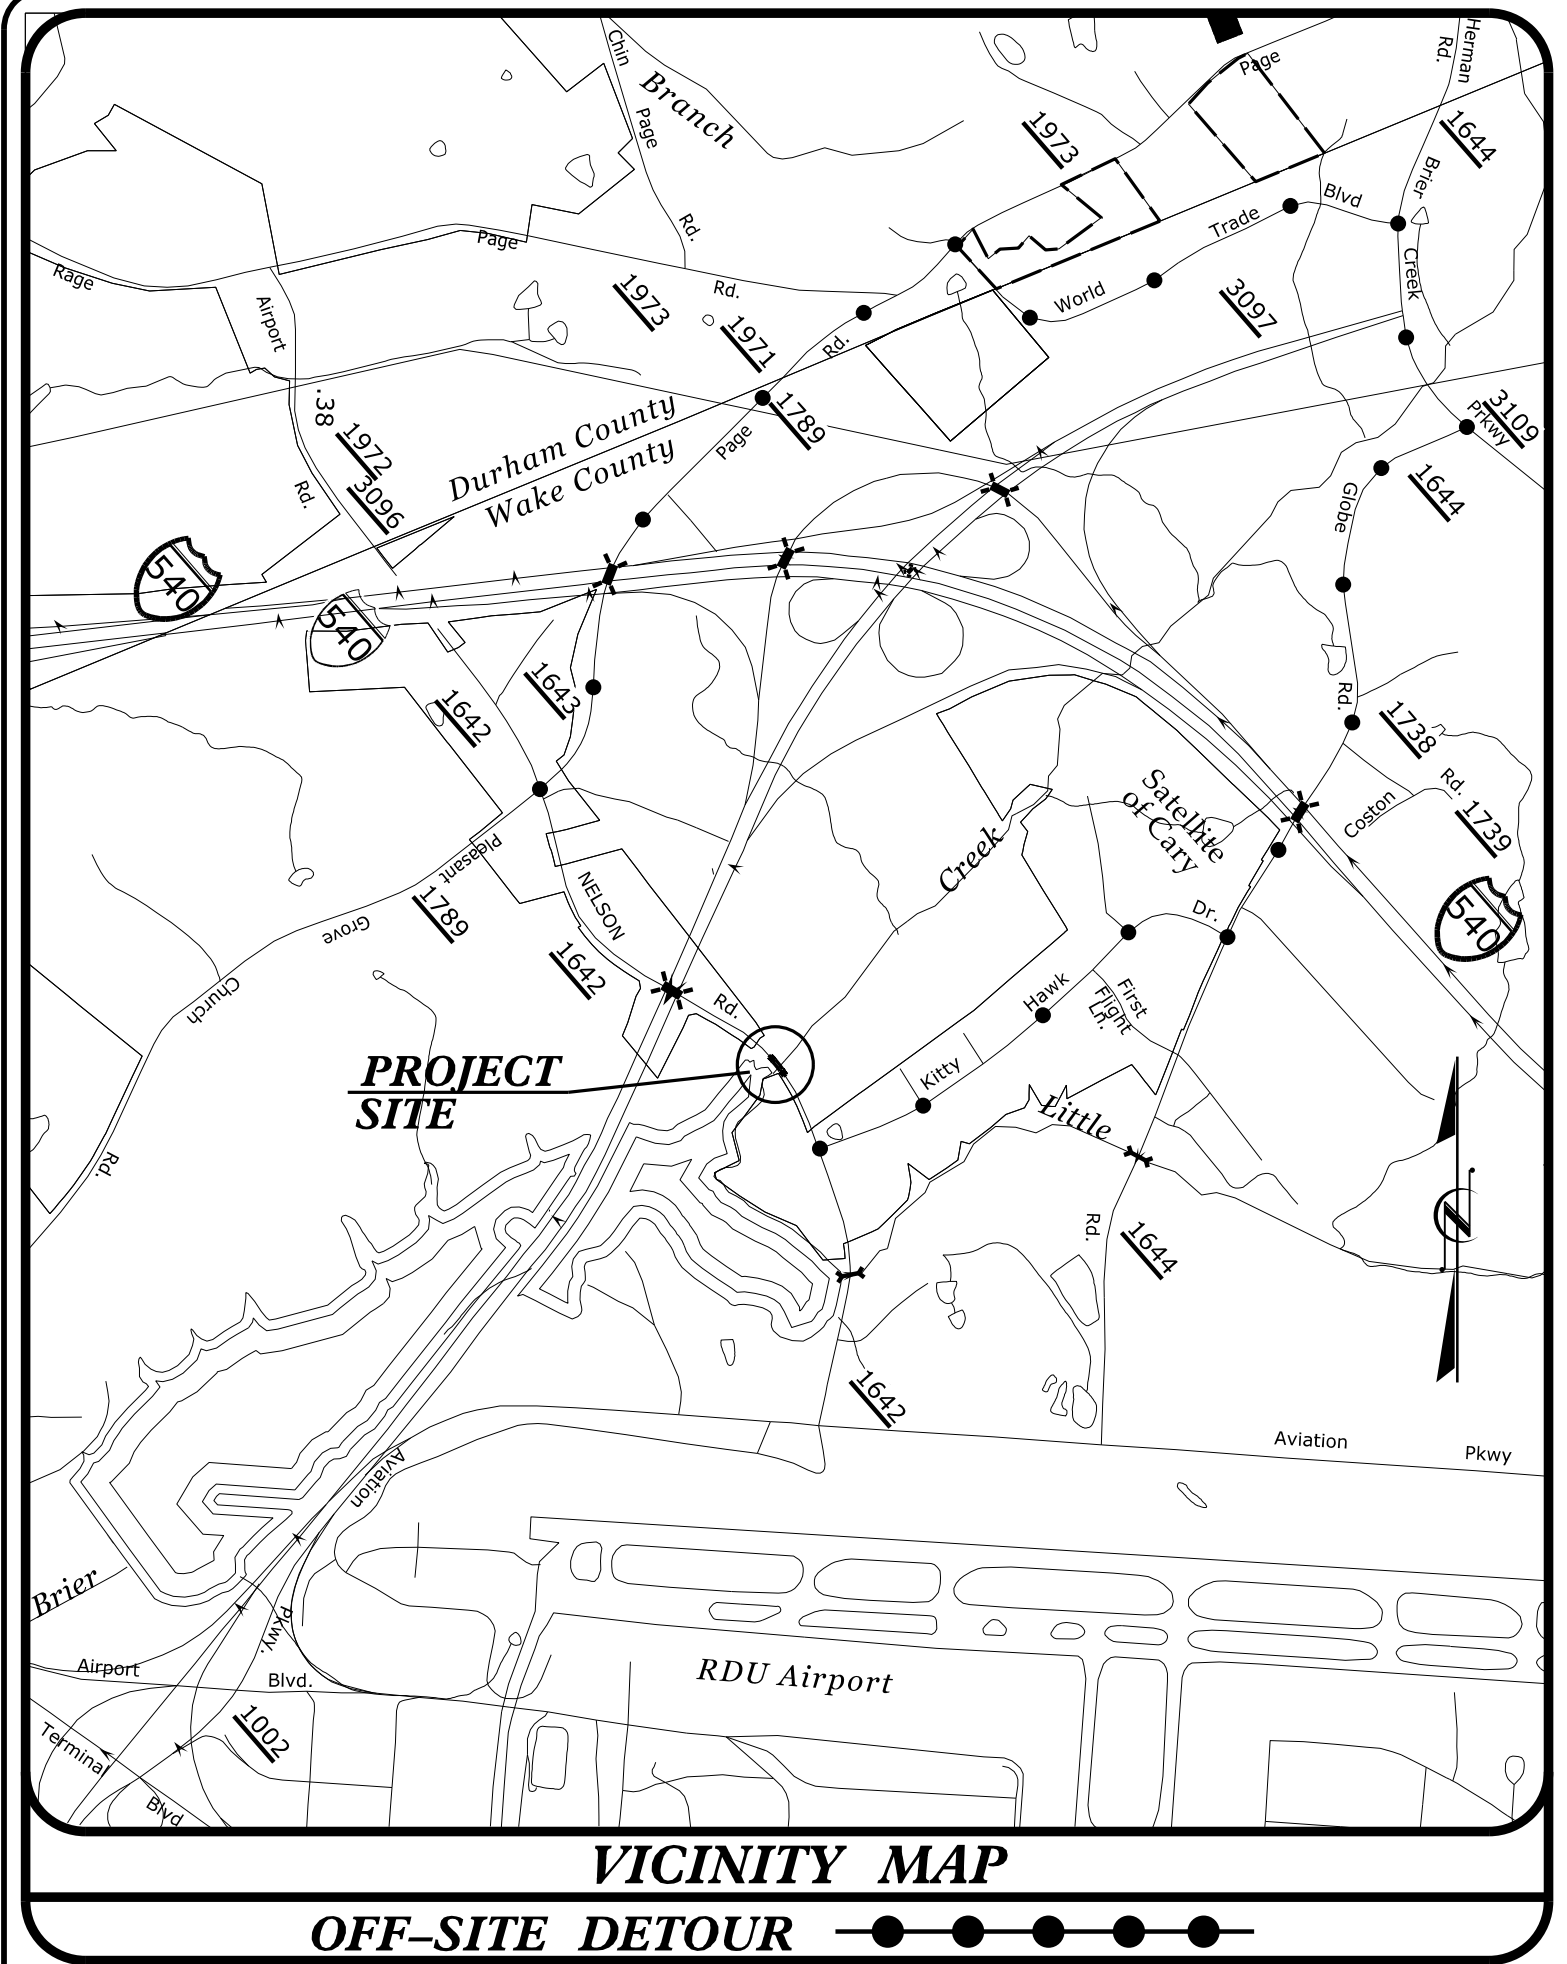 Chin
Page
Rd.
Branch
Page
Herman
Rd.
1973
1644
Brier
Creek
Blvd
Trade
World
3097
Page
Rd.
Rage
Airport
Rd.
1973
1971
Rd.
1789
Page
.38
1972
3096
Durham County
Wake County
3109
Prkwy
1644
Globe
Rd.
540
540
1643
1642
1738
Rd.
Coston
1739
540
Satellite
of Cary
Creek
Pleasant
1789
Grove
Church
Rd.
NELSON
Rd.
1642
Dr.
Hawk
Kitty
First
Flight
Ln.
PROJECT
SITE
Little
Rd.
1644
N
1642
Aviation
Pkwy
Aviation
Pkwy.
Brier
Airport
Blvd.
RDU Airport
1002
Terminal
Blvd
VICINITY MAP
OFF–SITE DETOUR